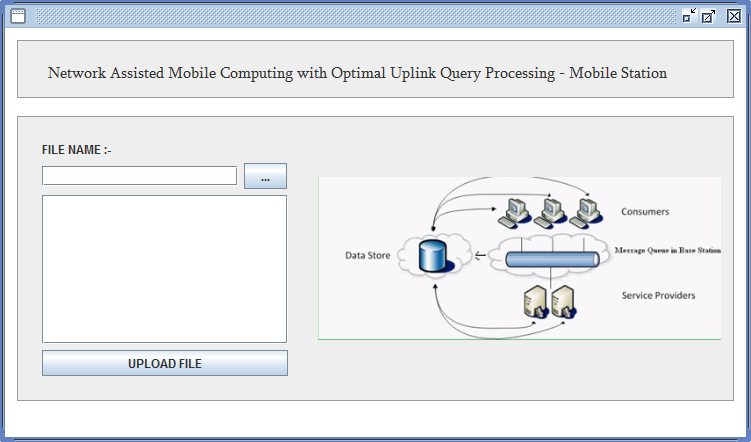 Network Assisted Mobile Computing with Optimal Uplink Query Processing - Mobile Station
FILE NAME :-
...
UPLOAD FILE
Consumers
Data Store
Message Queue in Base Station
Service Providers